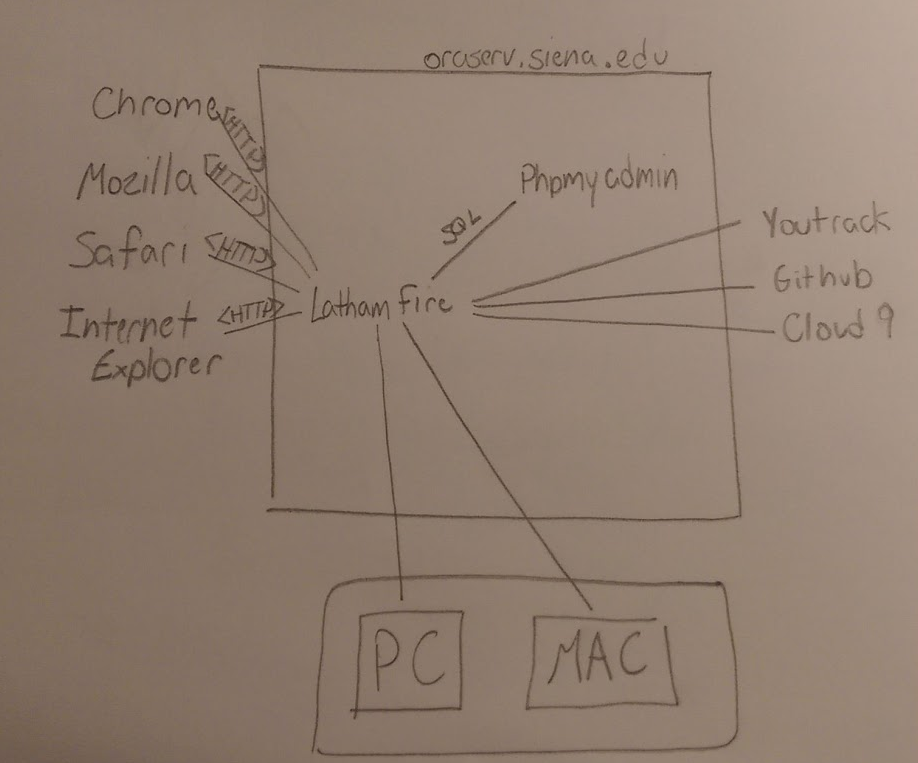 oraserv.siena.edu
Chrome
<HTTP>
Mozilla
<HTTP>
Safari
<HTTP>
Internet
Explorer
<HTTP>
Latham Fire
SQL
Phpmyadmin
Youtrack
Github
Cloud 9
PC
MAC